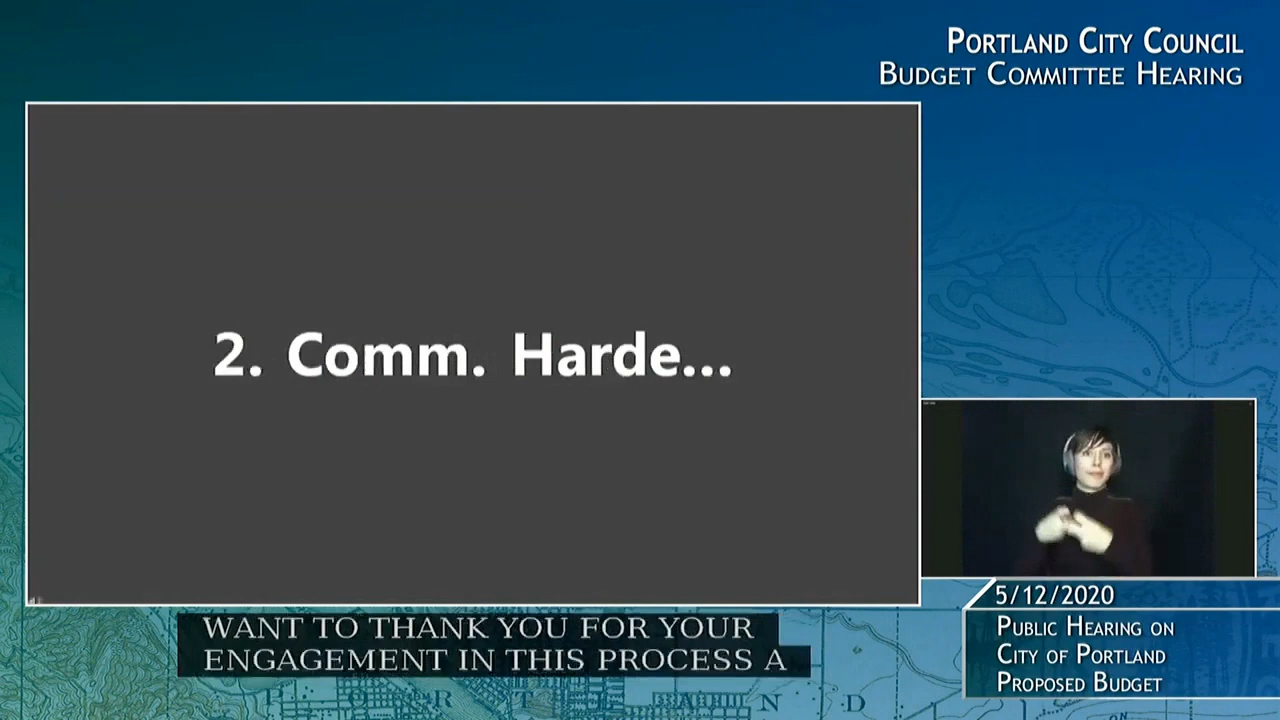 PORTLAND CITY COUNCIL
BUDGET COMMITTEE HEARING
2. Comm. Harde...
WANT TO THANK YOU FOR YOUR
ENGAGEMENT IN THIS PROCESS A
5/12/2020
PUBLIC HEARING ON
CITY OF PORTLAND
PROPOSED BUDGET